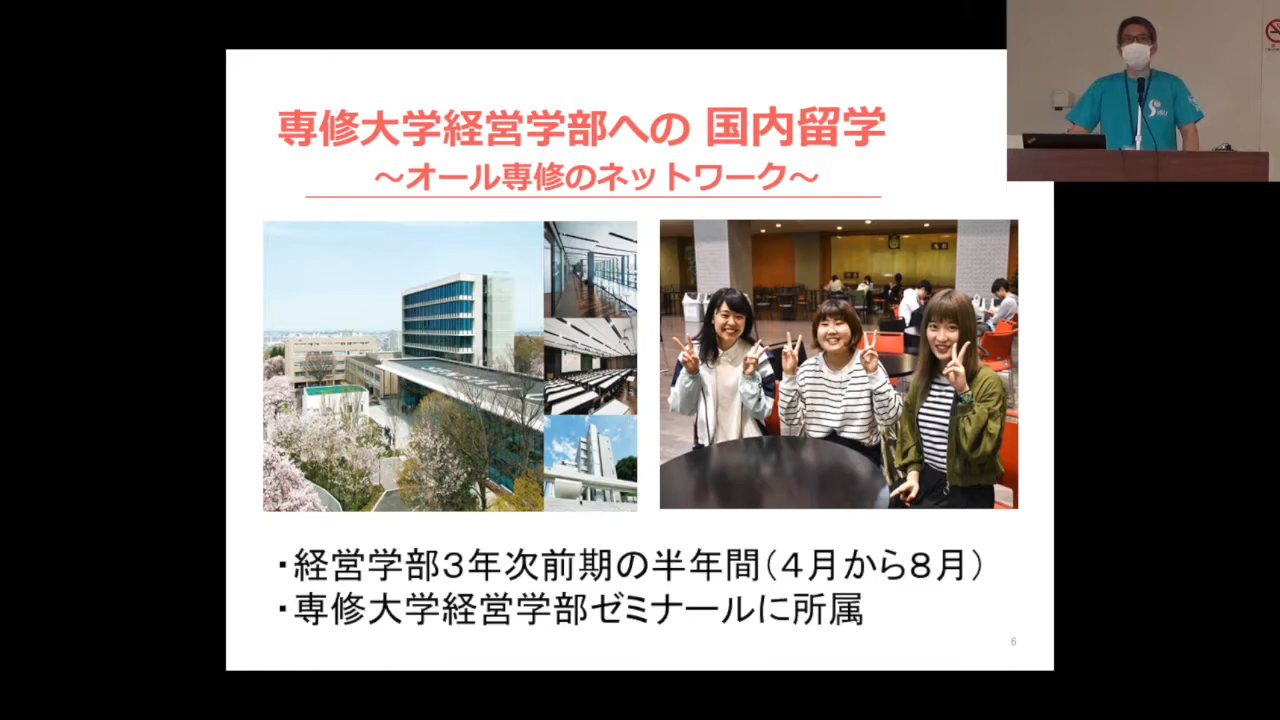 専修大学経営学部への 国内留学
～オール専修のネットワーク～
・経営学部３年次前期の半年間（４月から８月）
・専修大学経営学部ゼミナールに所属
6